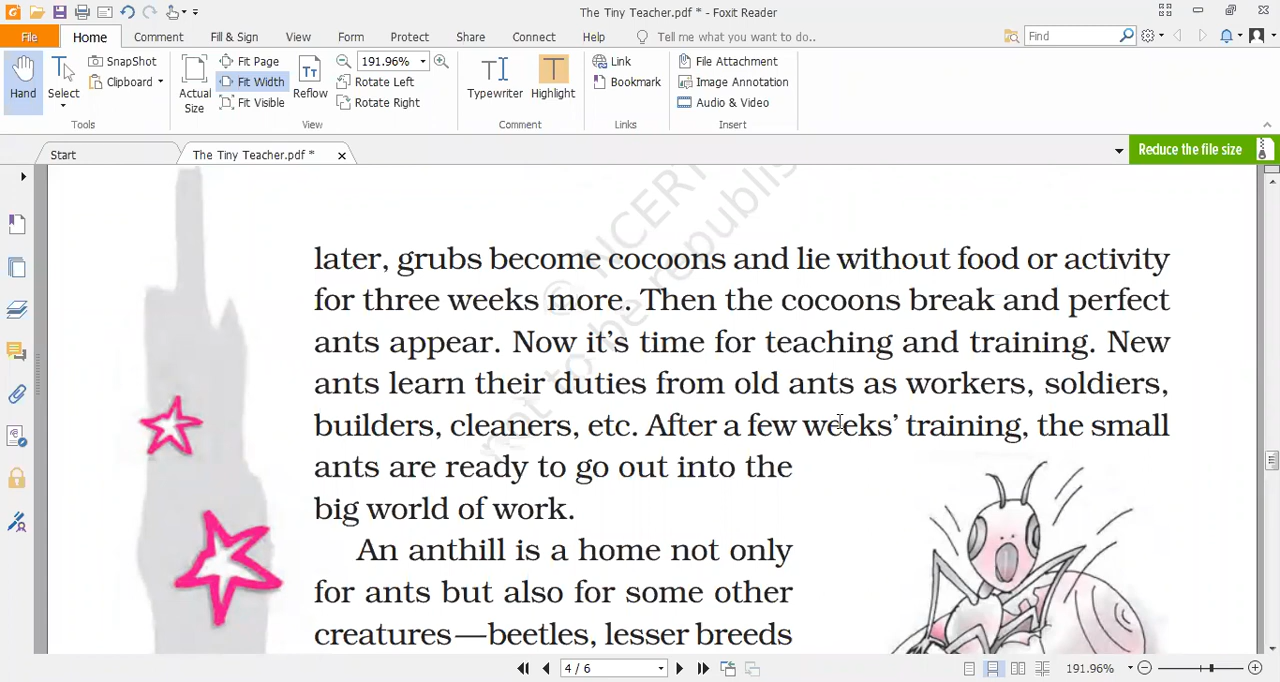 The Tiny Teacher.pdf * - Foxit Reader
File Home Comment Fill & Sign View Form Protect Share Connect Help Tell me what you want to do.. Find
Hand
Select
SnapShot
Clipboard
Tools
Actual Size
Fit Page
Fit Width
Fit Visible
Reflow
191.96%
Rotate Left
Rotate Right
View
Typewriter
Highlight
Comment
Link
Bookmark
Links
File Attachment
Image Annotation
Audio & Video
Insert
Start
The Tiny Teacher.pdf *
Reduce the file size
© NCERT
not to be republis
later, grubs become cocoons and lie without food or activity
for three weeks more. Then the cocoons break and perfect
ants appear. Now it’s time for teaching and training. New
ants learn their duties from old ants as workers, soldiers,
builders, cleaners, etc. After a few weeks’ training, the small
ants are ready to go out into the
big world of work.
An anthill is a home not only
for ants but also for some other
creatures—beetles, lesser breeds
4 / 6
191.96%